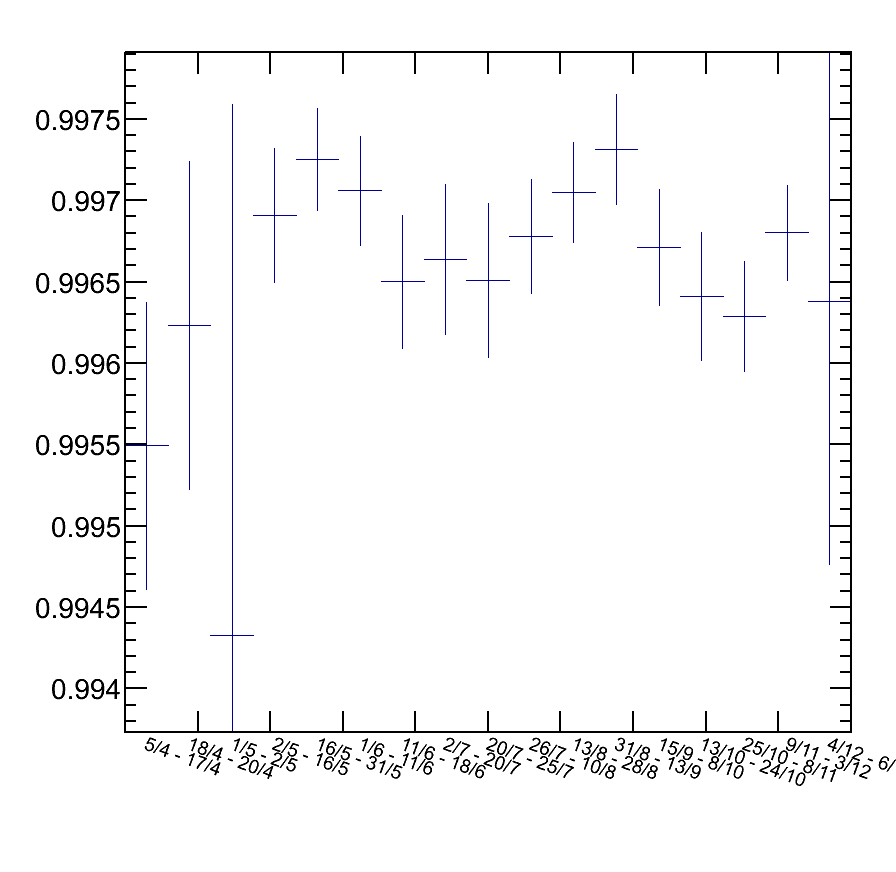 0.9975
0.997
0.9965
0.996
0.9955
0.995
0.9945
0.994
5/4 - 17/4
18/4 - 20/4
1/5 - 2/5
2/5 - 16/5
16/5 - 31/5
1/6 - 11/6
11/6 - 18/6
2/7 - 20/7
20/7 - 25/7
26/7 - 10/8
13/8 - 28/8
31/8 - 13/9
15/9 - 8/10
13/10 - 24/10
25/10 - 8/11
9/11 - 3/12
4/12 - 6/